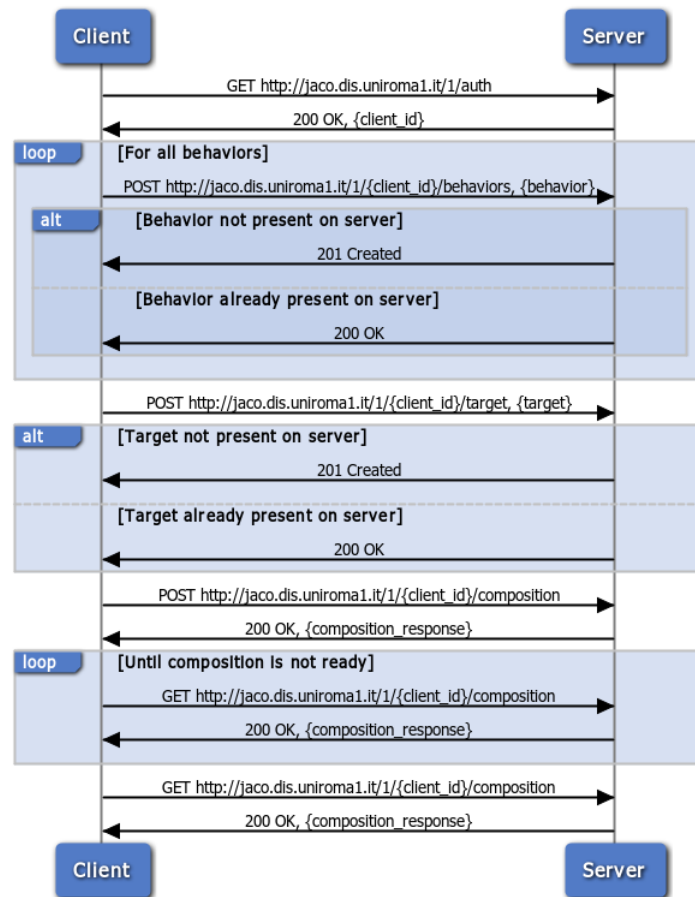 Client
Server
GET http://jaco.dis.uniroma1.it/1/auth
200 OK, {client_id}
loop
[For all behaviors]
POST http://jaco.dis.uniroma1.it/1/{client_id}/behaviors, {behavior}
alt
[Behavior not present on server]
201 Created
[Behavior already present on server]
200 OK
POST http://jaco.dis.uniroma1.it/1/{client_id}/target, {target}
alt
[Target not present on server]
201 Created
[Target already present on server]
200 OK
POST http://jaco.dis.uniroma1.it/1/{client_id}/composition
200 OK, {composition_response}
loop
[Until composition is not ready]
GET http://jaco.dis.uniroma1.it/1/{client_id}/composition
200 OK, {composition_response}
GET http://jaco.dis.uniroma1.it/1/{client_id}/composition
200 OK, {composition_response}
Client
Server